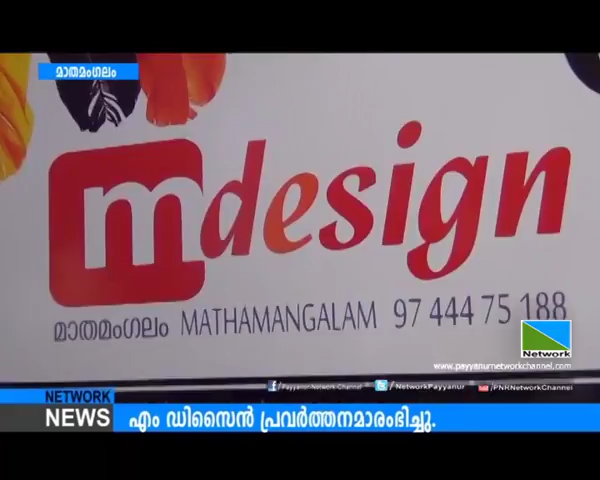 മാതമംഗലം
mdesign
മാതമംഗലം MATHAMANGALAM 97 444 75 188
Network
www.payyanurnetworkchannel.com
/Payyanur Network Channel /NetworkPayyanur /PNRNetworkChannel
NETWORK
NEWS
എം ഡിസൈൻ പ്രവർത്തനമാരംഭിച്ചു.